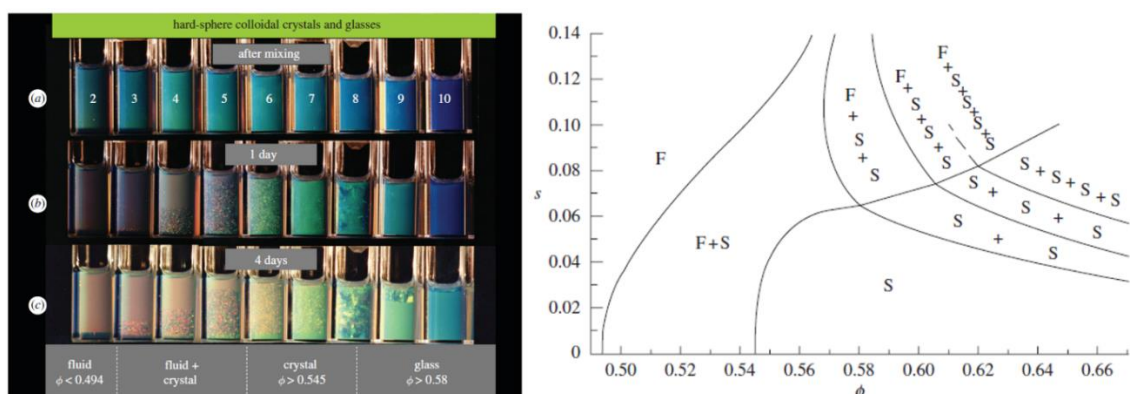 hard-sphere colloidal crystals and glasses
after mixing
(a)
2 3 4 5 6 7 8 9 10
1 day
(b)
4 days
(c)
fluid
ϕ < 0.494
fluid +
crystal
crystal
ϕ > 0.545
glass
ϕ > 0.58
0.14
0.12
0.10
0.08
0.06
0.04
0.02
0
s
0.50 0.52 0.54 0.56 0.58 0.60 0.62 0.64 0.66
ϕ
F
F+S
S
F + S + S
F + S + S + S
F + S + S + S + S
S + S
S + S + S
S + S + S + S